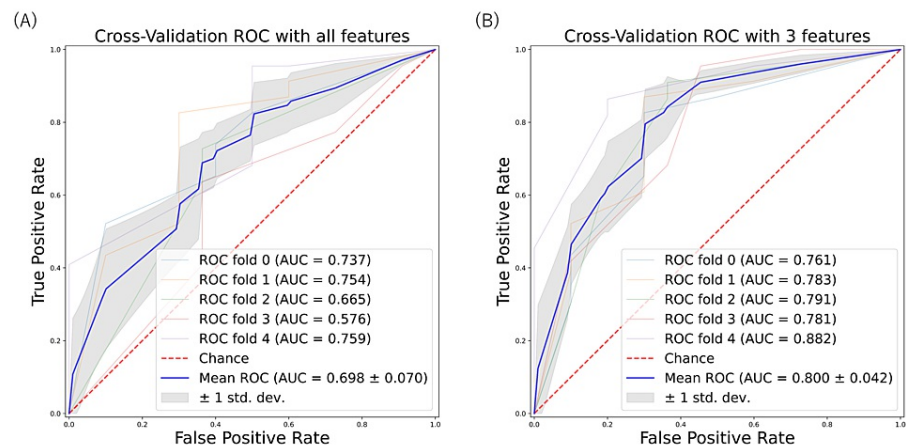 (A)
Cross-Validation ROC with all features
1.0
0.8
0.6
0.4
0.2
0.0
True Positive Rate
ROC fold 0 (AUC = 0.737)
ROC fold 1 (AUC = 0.754)
ROC fold 2 (AUC = 0.665)
ROC fold 3 (AUC = 0.576)
ROC fold 4 (AUC = 0.759)
Chance
Mean ROC (AUC = 0.698 ± 0.070)
± 1 std. dev.
0.0 0.2 0.4 0.6 0.8 1.0
False Positive Rate
(B)
Cross-Validation ROC with 3 features
1.0
0.8
0.6
0.4
0.2
0.0
True Positive Rate
ROC fold 0 (AUC = 0.761)
ROC fold 1 (AUC = 0.783)
ROC fold 2 (AUC = 0.791)
ROC fold 3 (AUC = 0.781)
ROC fold 4 (AUC = 0.882)
Chance
Mean ROC (AUC = 0.800 ± 0.042)
± 1 std. dev.
0.0 0.2 0.4 0.6 0.8 1.0
False Positive Rate